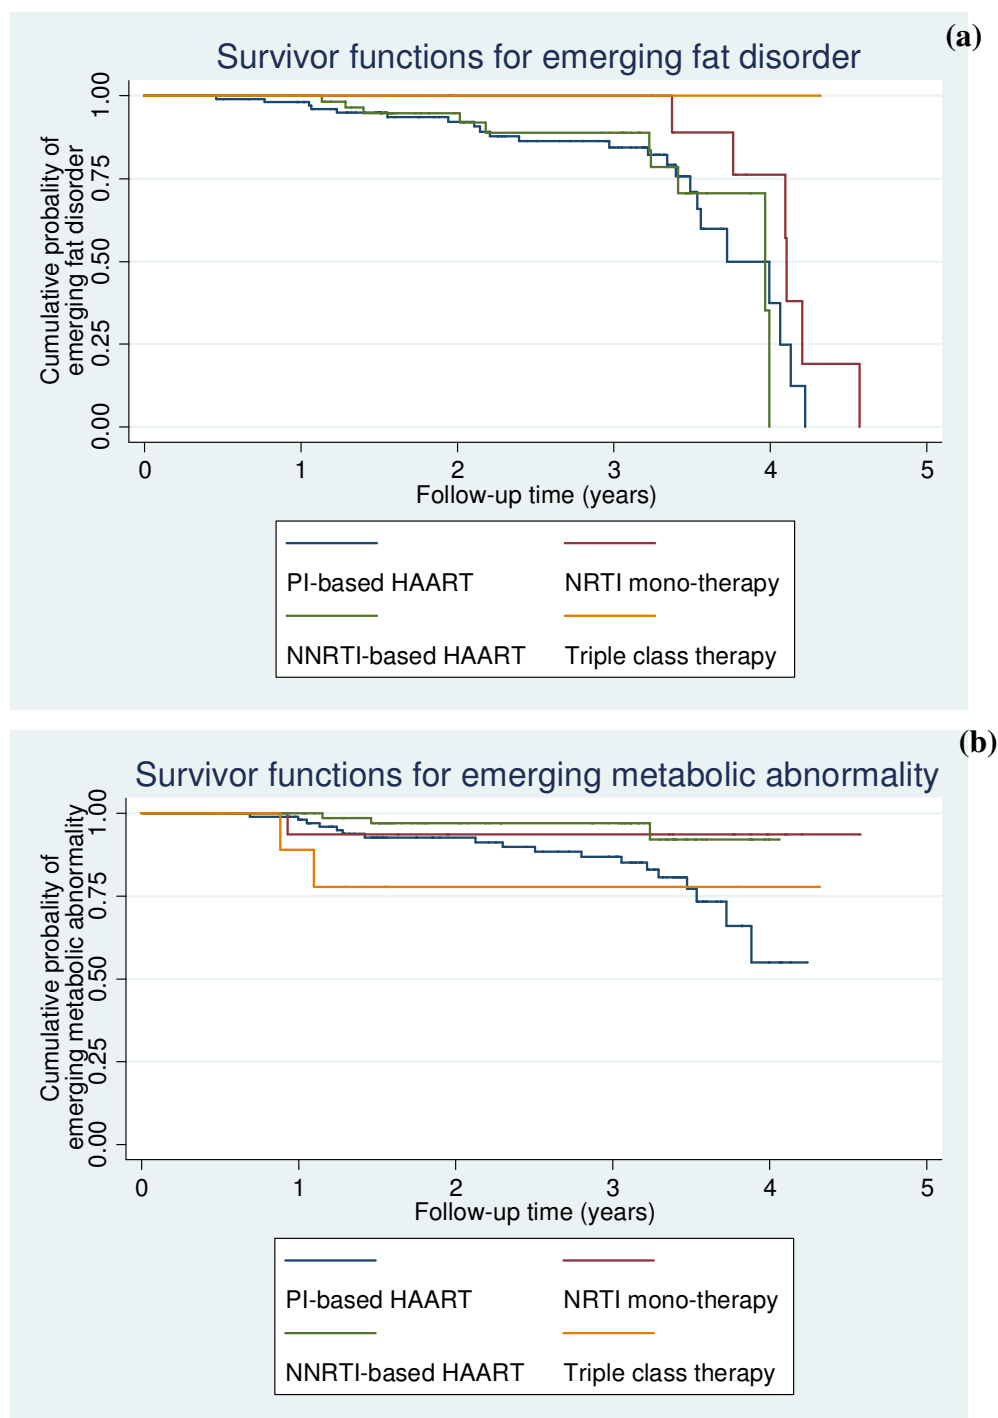 (a)
Survivor functions for emerging fat disorder
Cumulative probality of
emerging fat disorder
1.00
0.75
0.50
0.25
0.00
0 1 2 3 4 5
Follow-up time (years)
PI-based HAART NRTI mono-therapy
NNRTI-based HAART Triple class therapy
(b)
Survivor functions for emerging metabolic abnormality
Cumulative probality of
emerging metabolic abnormality
1.00
0.75
0.50
0.25
0.00
0 1 2 3 4 5
Follow-up time (years)
PI-based HAART NRTI mono-therapy
NNRTI-based HAART Triple class therapy